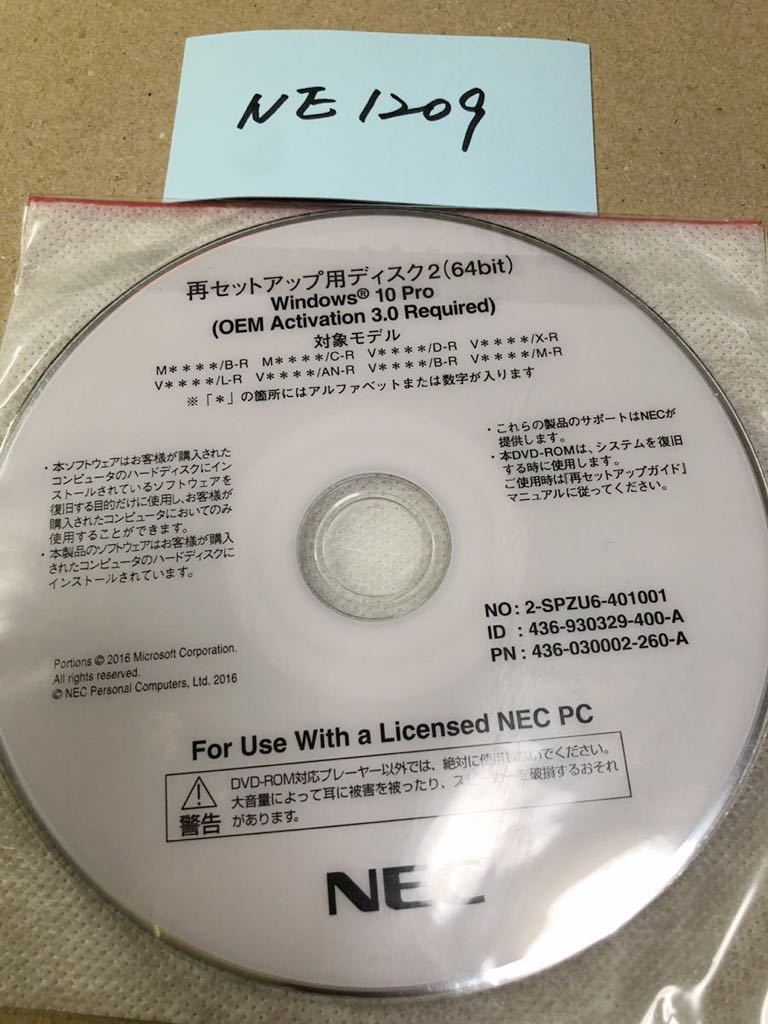 NE1209
再セットアップ用ディスク2(64bit)
Windows® 10 Pro
(OEM Activation 3.0 Required)
対象モデル
M****/B-R M****/C-R V****/D-R V****/X-R
V****/L-R V****/AN-R V****/B-R V****/M-R
※「*」の箇所にはアルファベットまたは数字が入ります
・本ソフトウェアはお客様が購入された
コンピュータのハードディスクにイン
ストールされているソフトウェアを
復旧する目的だけに使用し、お客様が
購入されたコンピュータにおいてのみ
使用することができます。
・本製品のソフトウェアはお客様が購入
されたコンピュータのハードディスクに
インストールされています。
・これらの製品のサポートはNECが
提供します。
・本DVD-ROMは、システムを復旧
する時に使用します。
ご使用時は「再セットアップガイド」
マニュアルに従ってください。
NO : 2-SPZU6-401001
ID : 436-930329-400-A
PN : 436-030002-260-A
Portions © 2016 Microsoft Corporation.
All rights reserved.
© NEC Personal Computers, Ltd. 2016
For Use With a Licensed NEC PC
警告
DVD-ROM対応プレーヤー以外では、絶対に使用しないでください。
大音量によって耳に被害を被ったり、スピーカーを破損するおそれ
があります。
NEC